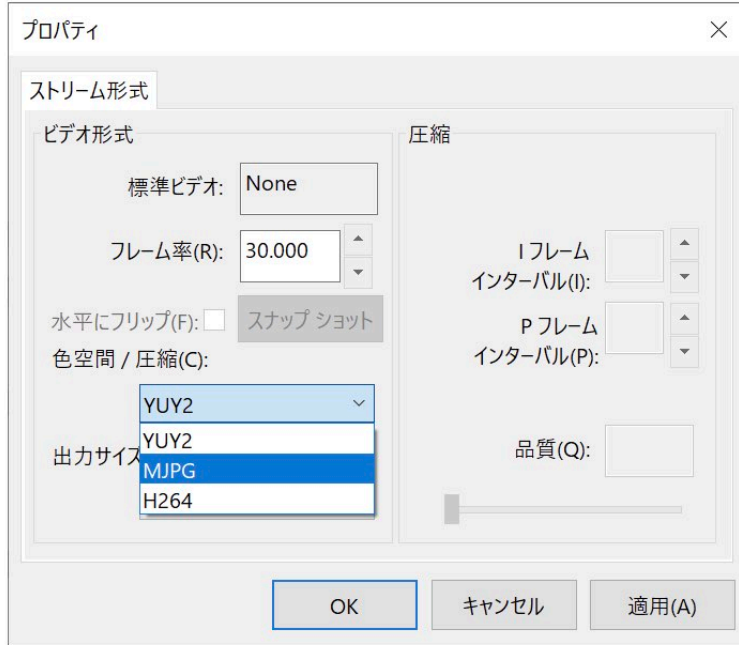 プロパティ
ストリーム形式
ビデオ形式
標準ビデオ: None
フレーム率(R): 30.000
水平にフリップ(F): スナップ ショット
色空間 / 圧縮(C):
YUY2
YUY2
MJPG
H264
出力サイズ
圧縮
I フレーム
インターバル(I):
P フレーム
インターバル(P):
品質(Q):
OK キャンセル 適用(A)